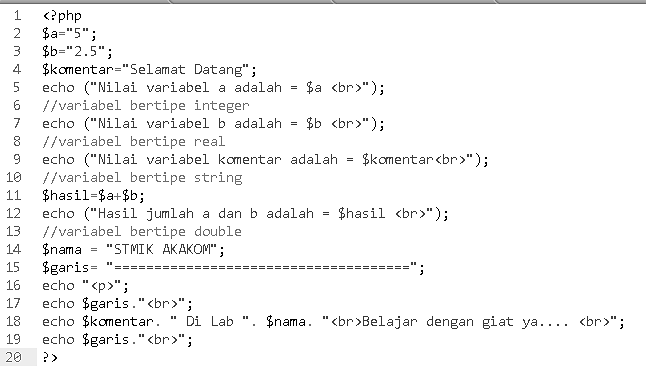 1 <?php
2 $a="5";
3 $b="2.5";
4 $komentar="Selamat Datang";
5 echo ("Nilai variabel a adalah = $a <br>");
6 //variabel bertipe integer
7 echo ("Nilai variabel b adalah = $b <br>");
8 //variabel bertipe real
9 echo ("Nilai variabel komentar adalah = $komentar<br>");
10 //variabel bertipe string
11 $hasil=$a+$b;
12 echo ("Hasil jumlah a dan b adalah = $hasil <br>");
13 //variabel bertipe double
14 $nama = "STMIK AKAKOM";
15 $garis= "=====================================";
16 echo "<p>";
17 echo $garis."<br>";
18 echo $komentar. " Di Lab ". $nama. "<br>Belajar dengan giat ya.... <br>";
19 echo $garis."<br>";
20 ?>